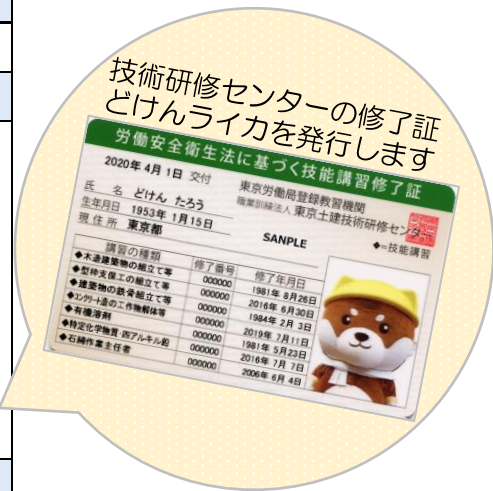 技術研修センターの修了証
どけんライカを発行します
労働安全衛生法に基づく技能講習修了証
2020年 4月 1日 交付
東京労働局登録教習機関
職業訓練法人 東京土建技術研修センター
氏 名 どけん たろう
生年月日 1953年 1月15日
現 住 所 東京都
SANPLE
◆=技能講習
講習の種類 修了番号 修了年月日
◆木造建築物の組立て等 000000 1981年 8月26日
◆型枠支保工の組立て等 000000 2016年 6月30日
◆建築物の鉄骨組立て等 000000 1984年 2月 3日
◆コンクリート造の工作物解体等 000000 2019年 7月11日
◆有機溶剤 000000 1981年 5月23日
◆特定化学物質・四アルキル鉛 000000 2016年 7月 7日
◆石綿作業主任者 000000 2006年 6月 4日